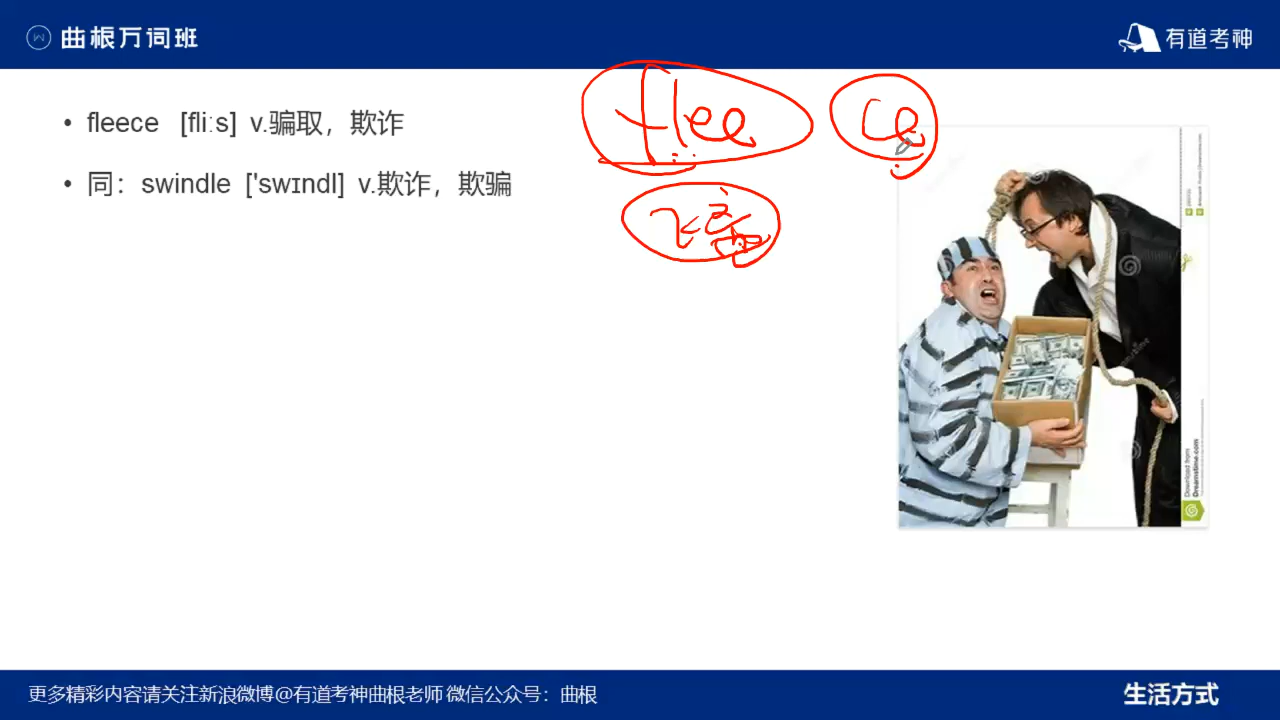 曲根万词班
有道考神
• fleece [fli:s] v.骗取，欺诈
flee ce
• 同：swindle ['swɪndl] v.欺诈，欺骗
Download from
Dreamstime.com
更多精彩内容请关注新浪微博@有道考神曲根老师 微信公众号：曲根
生活方式